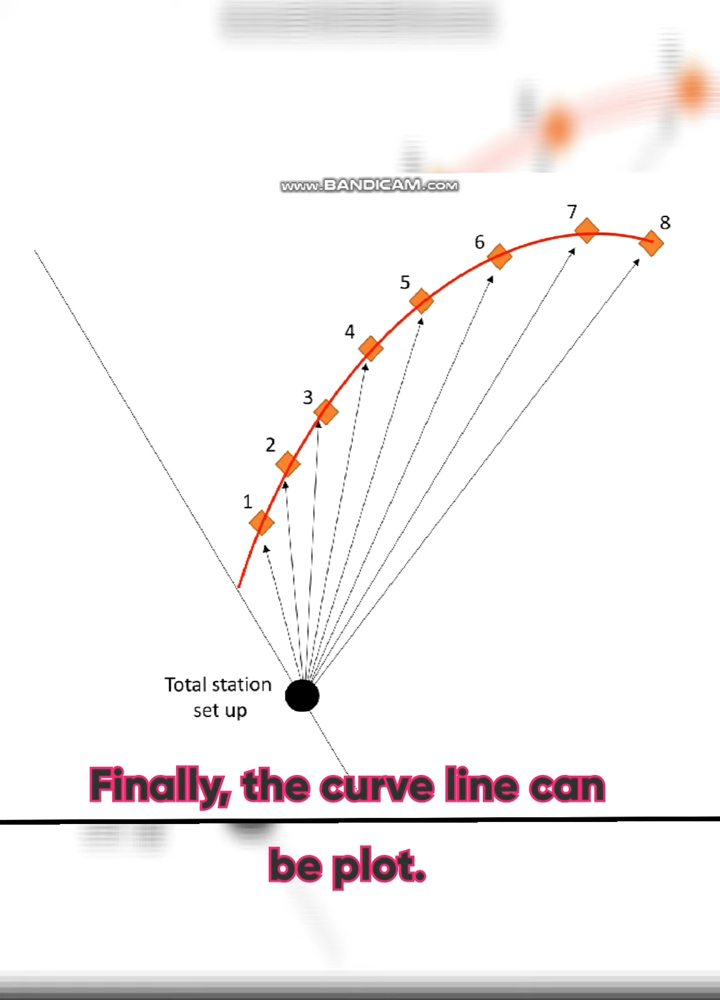 www.BANDICAM.com
7
8
6
5
4
3
2
1
Total station
set up
Finally, the curve line can
be plot.